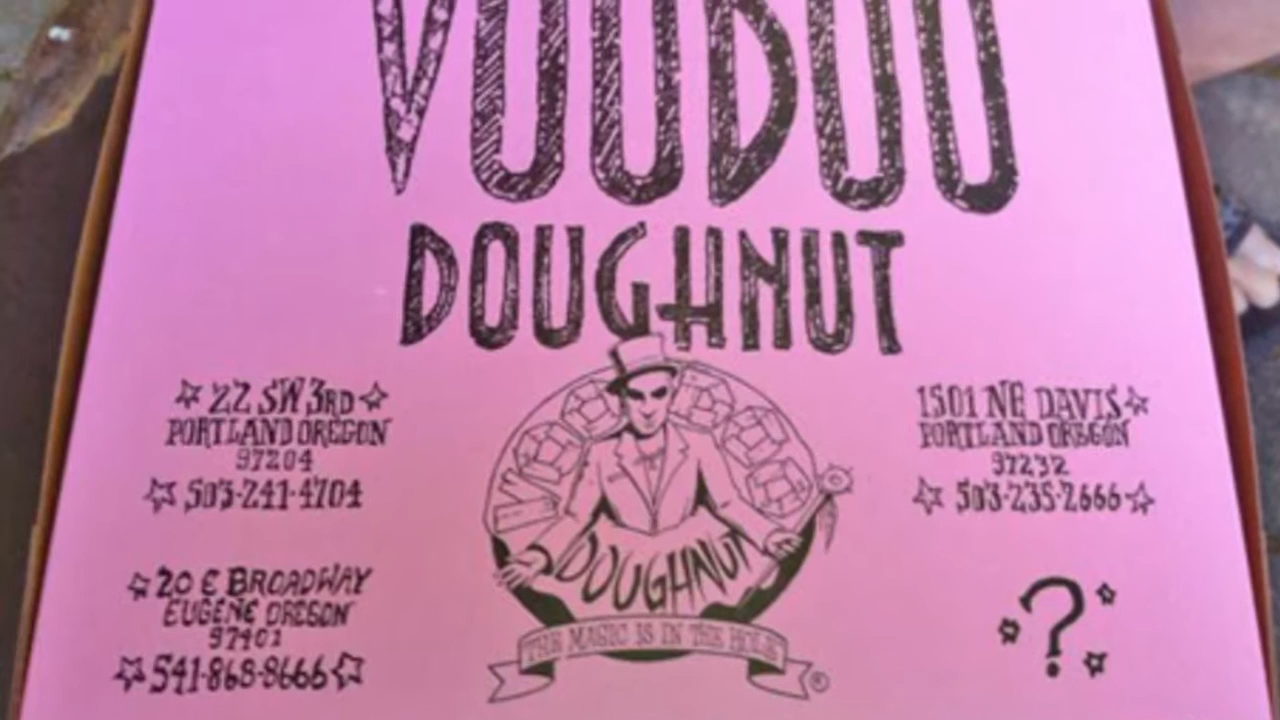 VOODOO
DOUGHNUT
22 SW 3RD
PORTLAND OREGON
97204
503-241-4704
1501 NE DAVIS
PORTLAND OREGON
97232
503-235-2666
20 E BROADWAY
EUGENE OREGON
97401
541-868-8666
DOUGHNUT
THE MAGIC IS IN THE HOLE
®
?